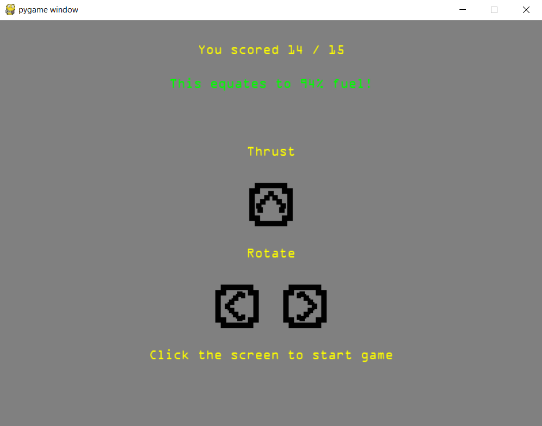 pygame window
You scored 14 / 15
This equates to 94% fuel!
Thrust
Rotate
Click the screen to start game